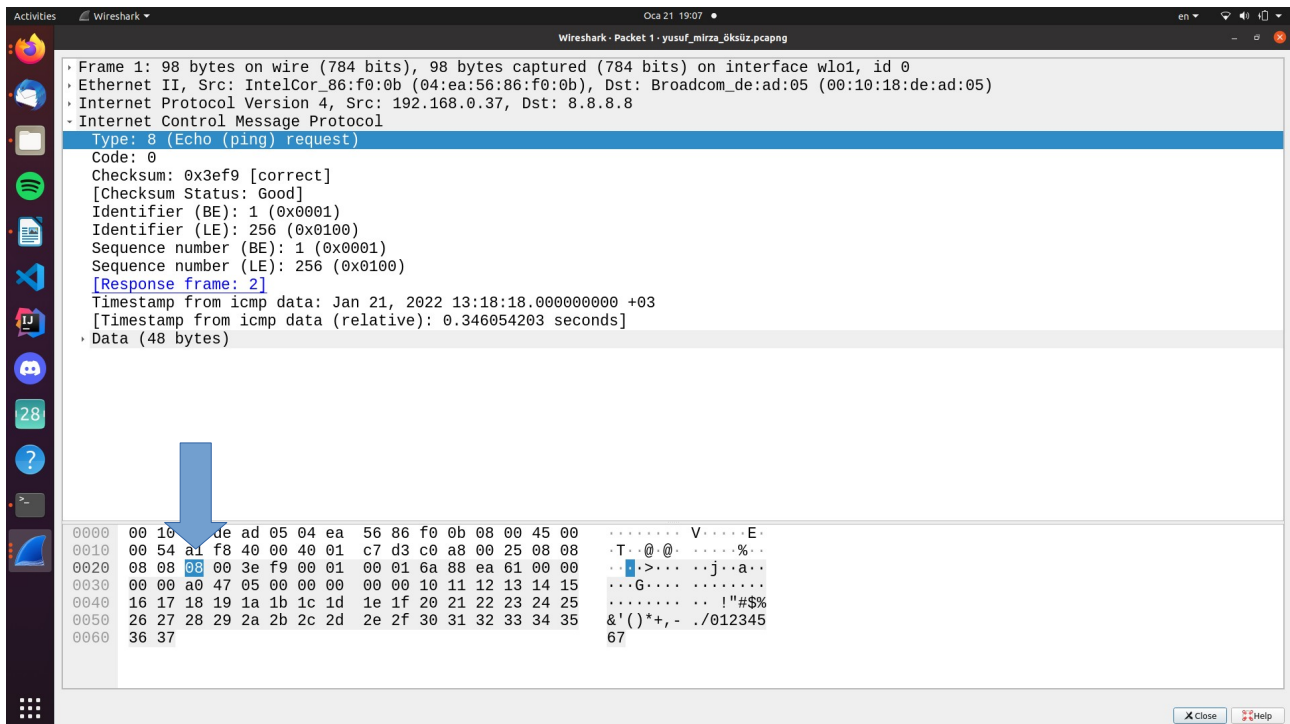 Activities Wireshark Oca 21 19:07 en
Wireshark · Packet 1 · yusuf_mirza_öksüz.pcapng
Frame 1: 98 bytes on wire (784 bits), 98 bytes captured (784 bits) on interface wlo1, id 0
Ethernet II, Src: IntelCor_86:f0:0b (04:ea:56:86:f0:0b), Dst: Broadcom_de:ad:05 (00:10:18:de:ad:05)
Internet Protocol Version 4, Src: 192.168.0.37, Dst: 8.8.8.8
Internet Control Message Protocol
Type: 8 (Echo (ping) request)
Code: 0
Checksum: 0x3ef9 [correct]
[Checksum Status: Good]
Identifier (BE): 1 (0x0001)
Identifier (LE): 256 (0x0100)
Sequence number (BE): 1 (0x0001)
Sequence number (LE): 256 (0x0100)
[Response frame: 2]
Timestamp from icmp data: Jan 21, 2022 13:18:18.000000000 +03
[Timestamp from icmp data (relative): 0.346054203 seconds]
Data (48 bytes)
28
0000 00 10 de ad 05 04 ea 56 86 f0 0b 08 00 45 00 ········ V·····E·
0010 00 54 a1 f8 40 00 40 01 c7 d3 c0 a8 00 25 08 08 ·T··@·@· ·····%··
0020 08 08 08 00 3e f9 00 01 00 01 6a 88 ea 61 00 00 ····>··· ··j··a··
0030 00 00 a0 47 05 00 00 00 00 00 10 11 12 13 14 15 ···G···· ········
0040 16 17 18 19 1a 1b 1c 1d 1e 1f 20 21 22 23 24 25 ········ ·· !"#$%
0050 26 27 28 29 2a 2b 2c 2d 2e 2f 30 31 32 33 34 35 &'()*+,- ./012345
0060 36 37 67
Close Help